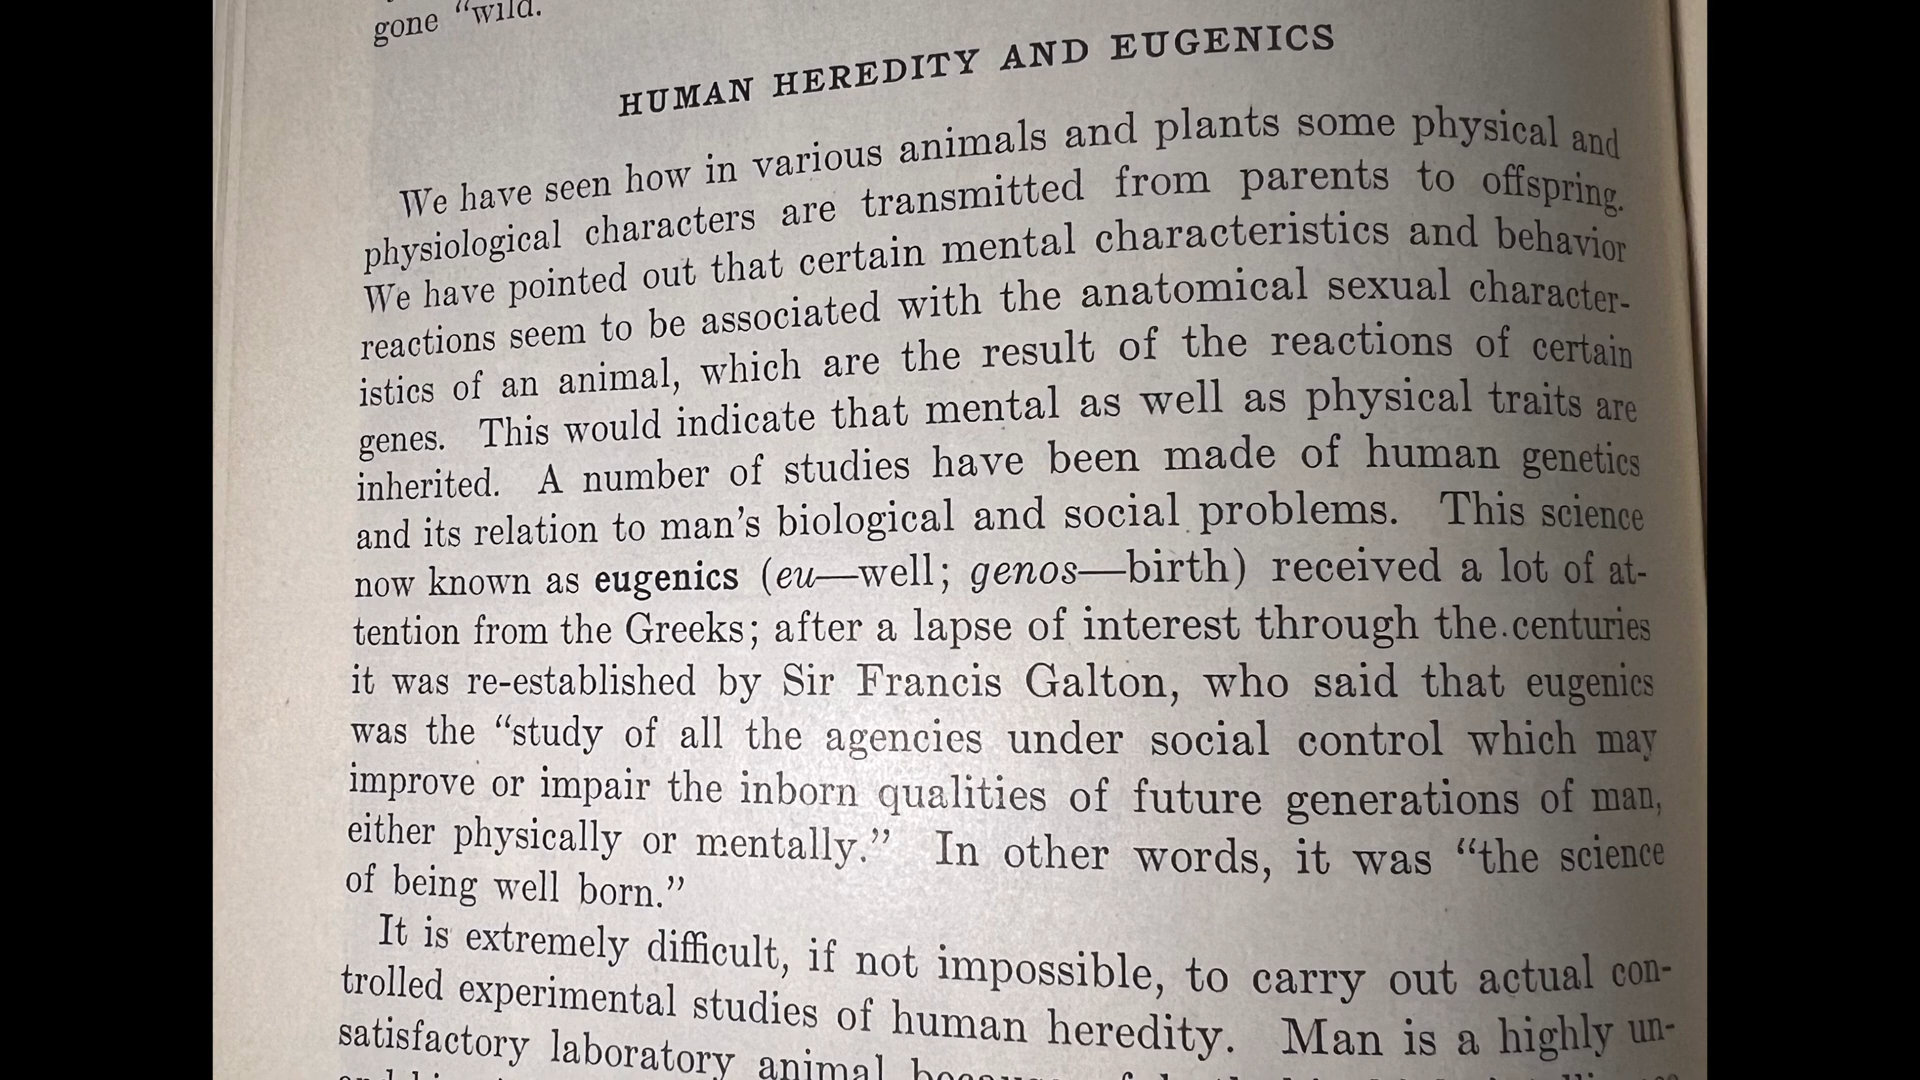 gone “wild.
HUMAN HEREDITY AND EUGENICS
We have seen how in various animals and plants some physical and
physiological characters are transmitted from parents to offspring.
We have pointed out that certain mental characteristics and behavior
reactions seem to be associated with the anatomical sexual character-
istics of an animal, which are the result of the reactions of certain
genes. This would indicate that mental as well as physical traits are
inherited. A number of studies have been made of human genetics
and its relation to man’s biological and social problems. This science
now known as eugenics (eu—well; genos—birth) received a lot of at-
tention from the Greeks; after a lapse of interest through the centuries
it was re-established by Sir Francis Galton, who said that eugenics
was the “study of all the agencies under social control which may
improve or impair the inborn qualities of future generations of man,
either physically or mentally.” In other words, it was “the science
of being well born.”
It is extremely difficult, if not impossible, to carry out actual con-
trolled experimental studies of human heredity. Man is a highly un-
satisfactory laboratory animal because of